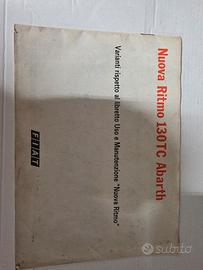 Nuova Ritmo 130TC Abarth
Varianti rispetto al libretto Uso e Manutenzione "Nuova Ritmo"
FIAT
subito